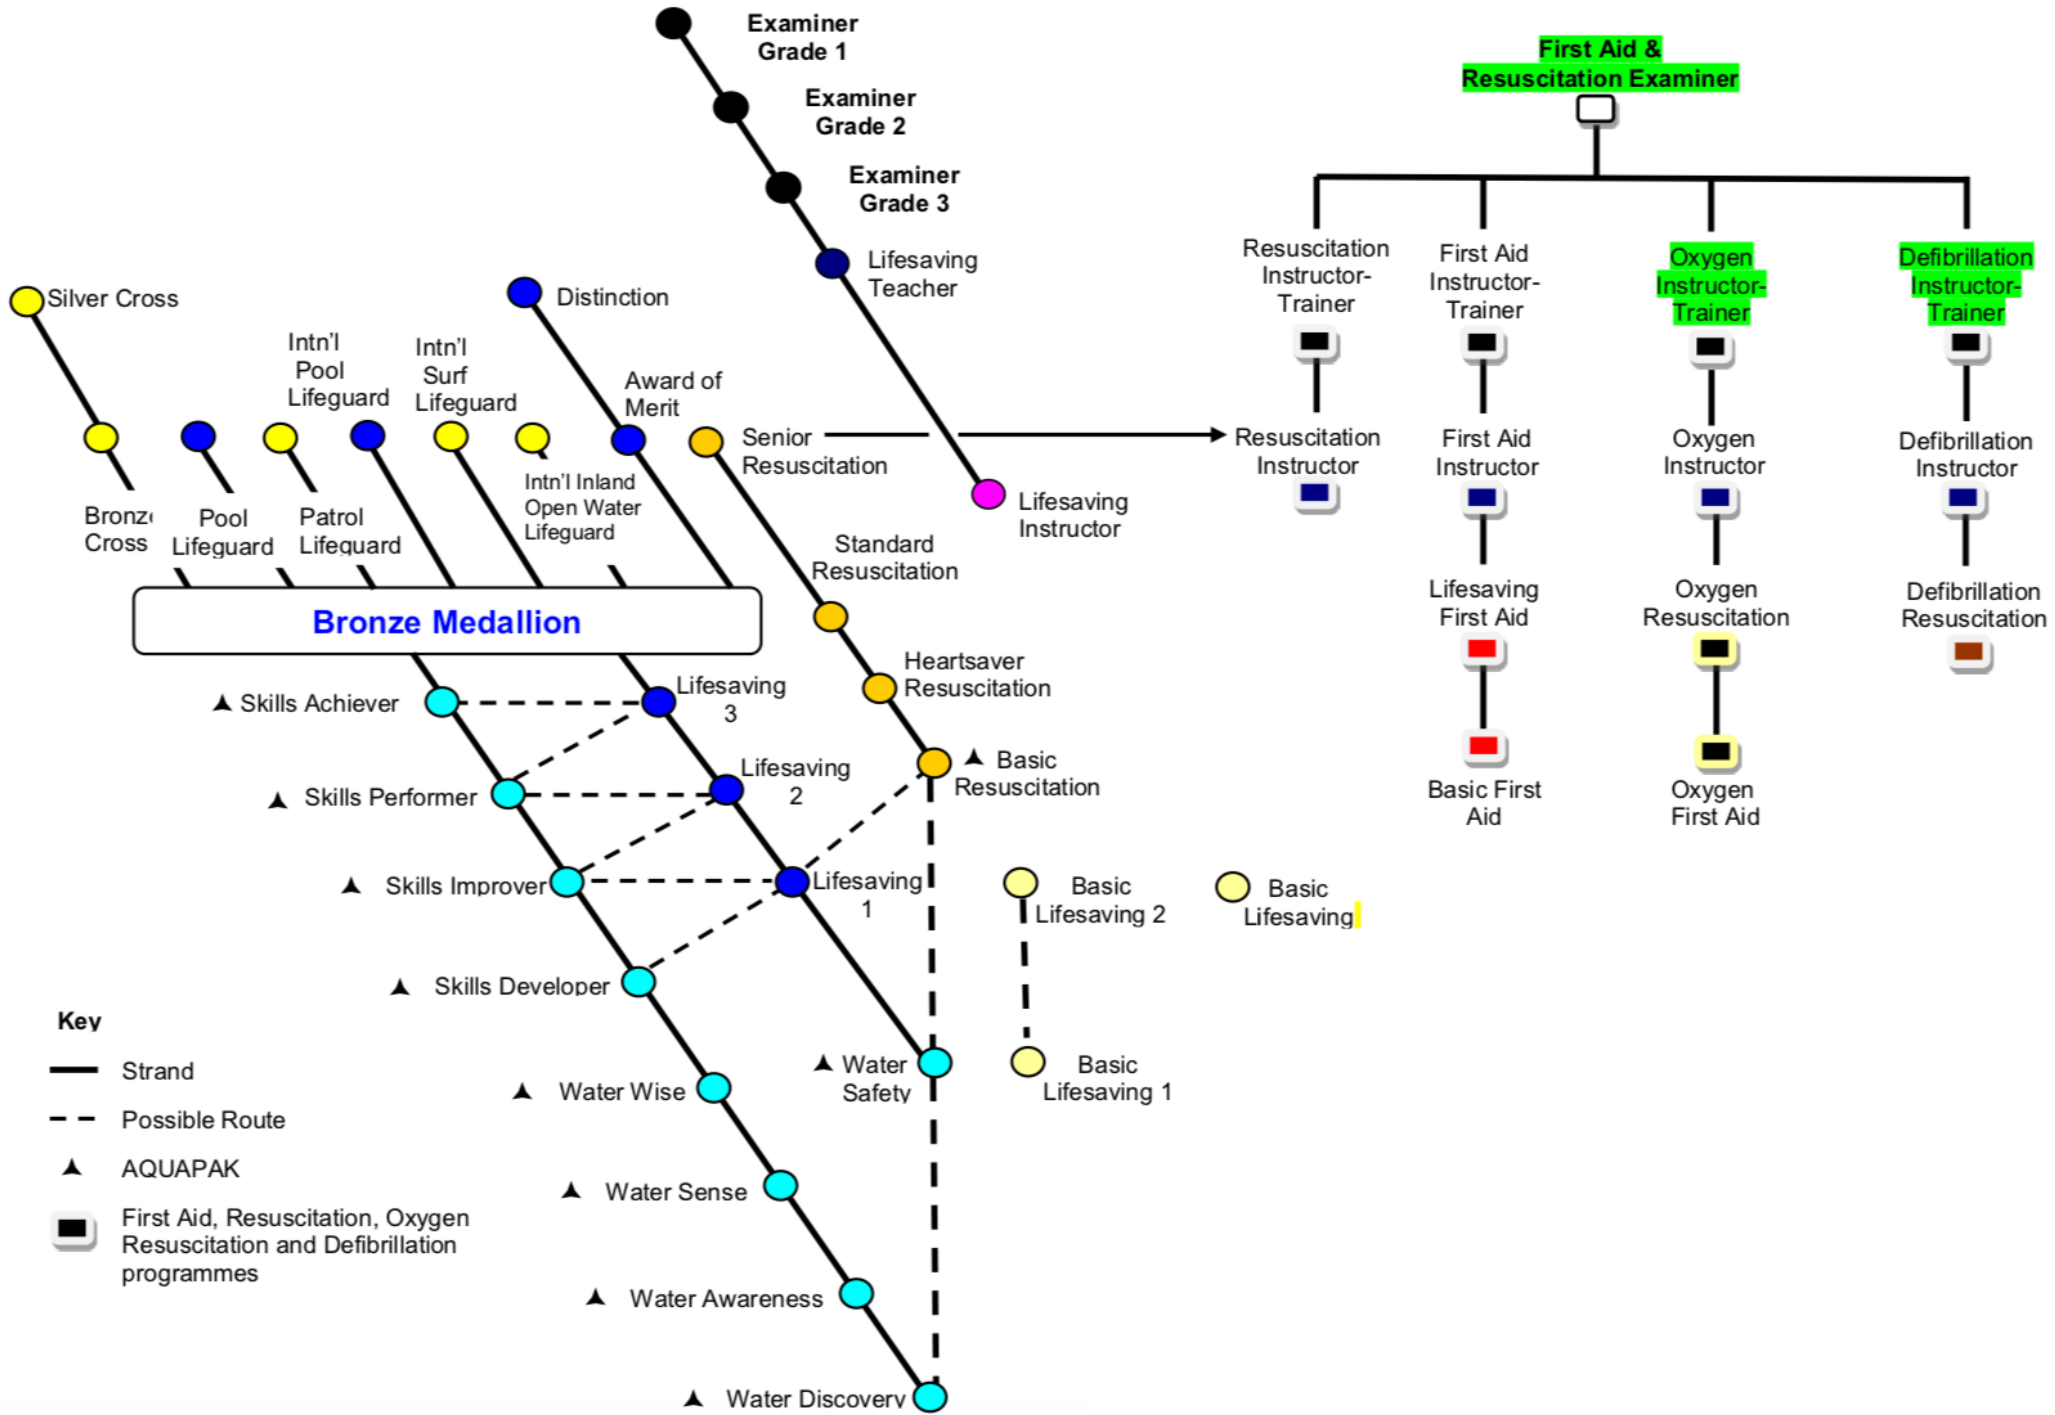 Examiner
Grade 1
Examiner
Grade 2
Examiner
Grade 3
Lifesaving
Teacher
First Aid &
Resuscitation Examiner
Resuscitation
Instructor-
Trainer
First Aid
Instructor-
Trainer
Oxygen
Instructor-
Trainer
Defibrillation
Instructor-
Trainer
Silver Cross
Distinction
Intn'l
Pool
Lifeguard
Intn'l
Surf
Lifeguard
Award of
Merit
Senior
Resuscitation
Resuscitation
Instructor
First Aid
Instructor
Oxygen
Instructor
Defibrillation
Instructor
Bronze
Cross
Pool
Lifeguard
Patrol
Lifeguard
Intn'l Inland
Open Water
Lifeguard
Lifesaving
Instructor
Standard
Resuscitation
Lifesaving
First Aid
Oxygen
Resuscitation
Defibrillation
Resuscitation
Bronze Medallion
Heartsaver
Resuscitation
Skills Achiever
Lifesaving
3
Basic
Resuscitation
Skills Performer
Lifesaving
2
Basic First
Aid
Oxygen
First Aid
Skills Improver
Lifesaving
1
Basic
Lifesaving 2
Basic
Lifesaving
Skills Developer
Water
Safety
Basic
Lifesaving 1
Water Wise
Water Sense
Water Awareness
Water Discovery
Key
Strand
Possible Route
AQUAPAK
First Aid, Resuscitation, Oxygen
Resuscitation and Defibrillation
programmes